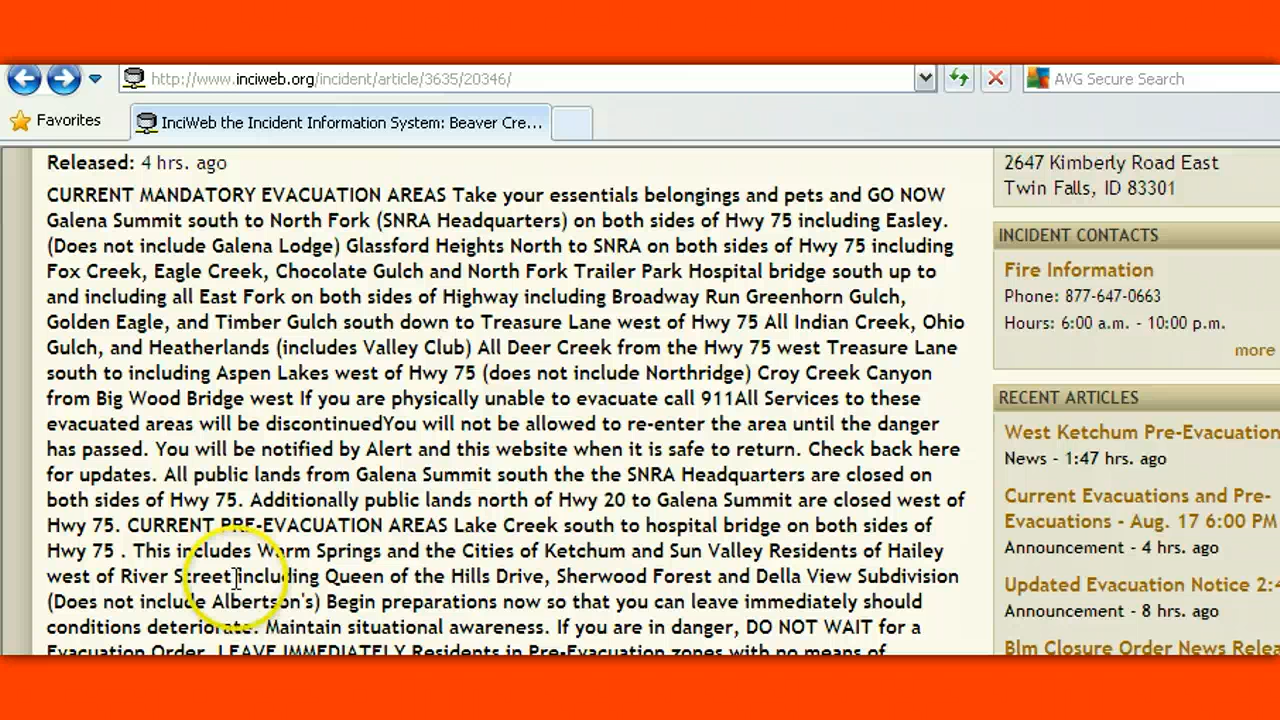 http://www.inciweb.org/incident/article/3635/20346/
AVG Secure Search
Favorites
InciWeb the Incident Information System: Beaver Cre...
Released: 4 hrs. ago
CURRENT MANDATORY EVACUATION AREAS Take your essentials belongings and pets and GO NOW
Galena Summit south to North Fork (SNRA Headquarters) on both sides of Hwy 75 including Easley.
(Does not include Galena Lodge) Glassford Heights North to SNRA on both sides of Hwy 75 including
Fox Creek, Eagle Creek, Chocolate Gulch and North Fork Trailer Park Hospital bridge south up to
and including all East Fork on both sides of Highway including Broadway Run Greenhorn Gulch,
Golden Eagle, and Timber Gulch south down to Treasure Lane west of Hwy 75 All Indian Creek, Ohio
Gulch, and Heatherlands (includes Valley Club) All Deer Creek from the Hwy 75 west Treasure Lane
south to including Aspen Lakes west of Hwy 75 (does not include Northridge) Croy Creek Canyon
from Big Wood Bridge west If you are physically unable to evacuate call 911All Services to these
evacuated areas will be discontinuedYou will not be allowed to re-enter the area until the danger
has passed. You will be notified by Alert and this website when it is safe to return. Check back here
for updates. All public lands from Galena Summit south the the SNRA Headquarters are closed on
both sides of Hwy 75. Additionally public lands north of Hwy 20 to Galena Summit are closed west of
Hwy 75. CURRENT PRE-EVACUATION AREAS Lake Creek south to hospital bridge on both sides of
Hwy 75 . This includes Warm Springs and the Cities of Ketchum and Sun Valley Residents of Hailey
west of River Street including Queen of the Hills Drive, Sherwood Forest and Della View Subdivision
(Does not include Albertson's) Begin preparations now so that you can leave immediately should
conditions deteriorate. Maintain situational awareness. If you are in danger, DO NOT WAIT for a
Evacuation Order, LEAVE IMMEDIATELY Residents in Pre-Evacuation zones with no means of
2647 Kimberly Road East
Twin Falls, ID 83301
INCIDENT CONTACTS
Fire Information
Phone: 877-647-0663
Hours: 6:00 a.m. - 10:00 p.m.
more
RECENT ARTICLES
West Ketchum Pre-Evacuation
News - 1:47 hrs. ago
Current Evacuations and Pre-
Evacuations - Aug. 17 6:00 PM
Announcement - 4 hrs. ago
Updated Evacuation Notice 2:4
Announcement - 8 hrs. ago
Blm Closure Order News Relea